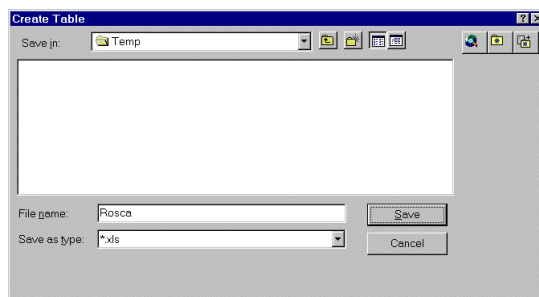 Create Table
Save in: Temp
File name: Rosca Save
Save as type: *.xls Cancel